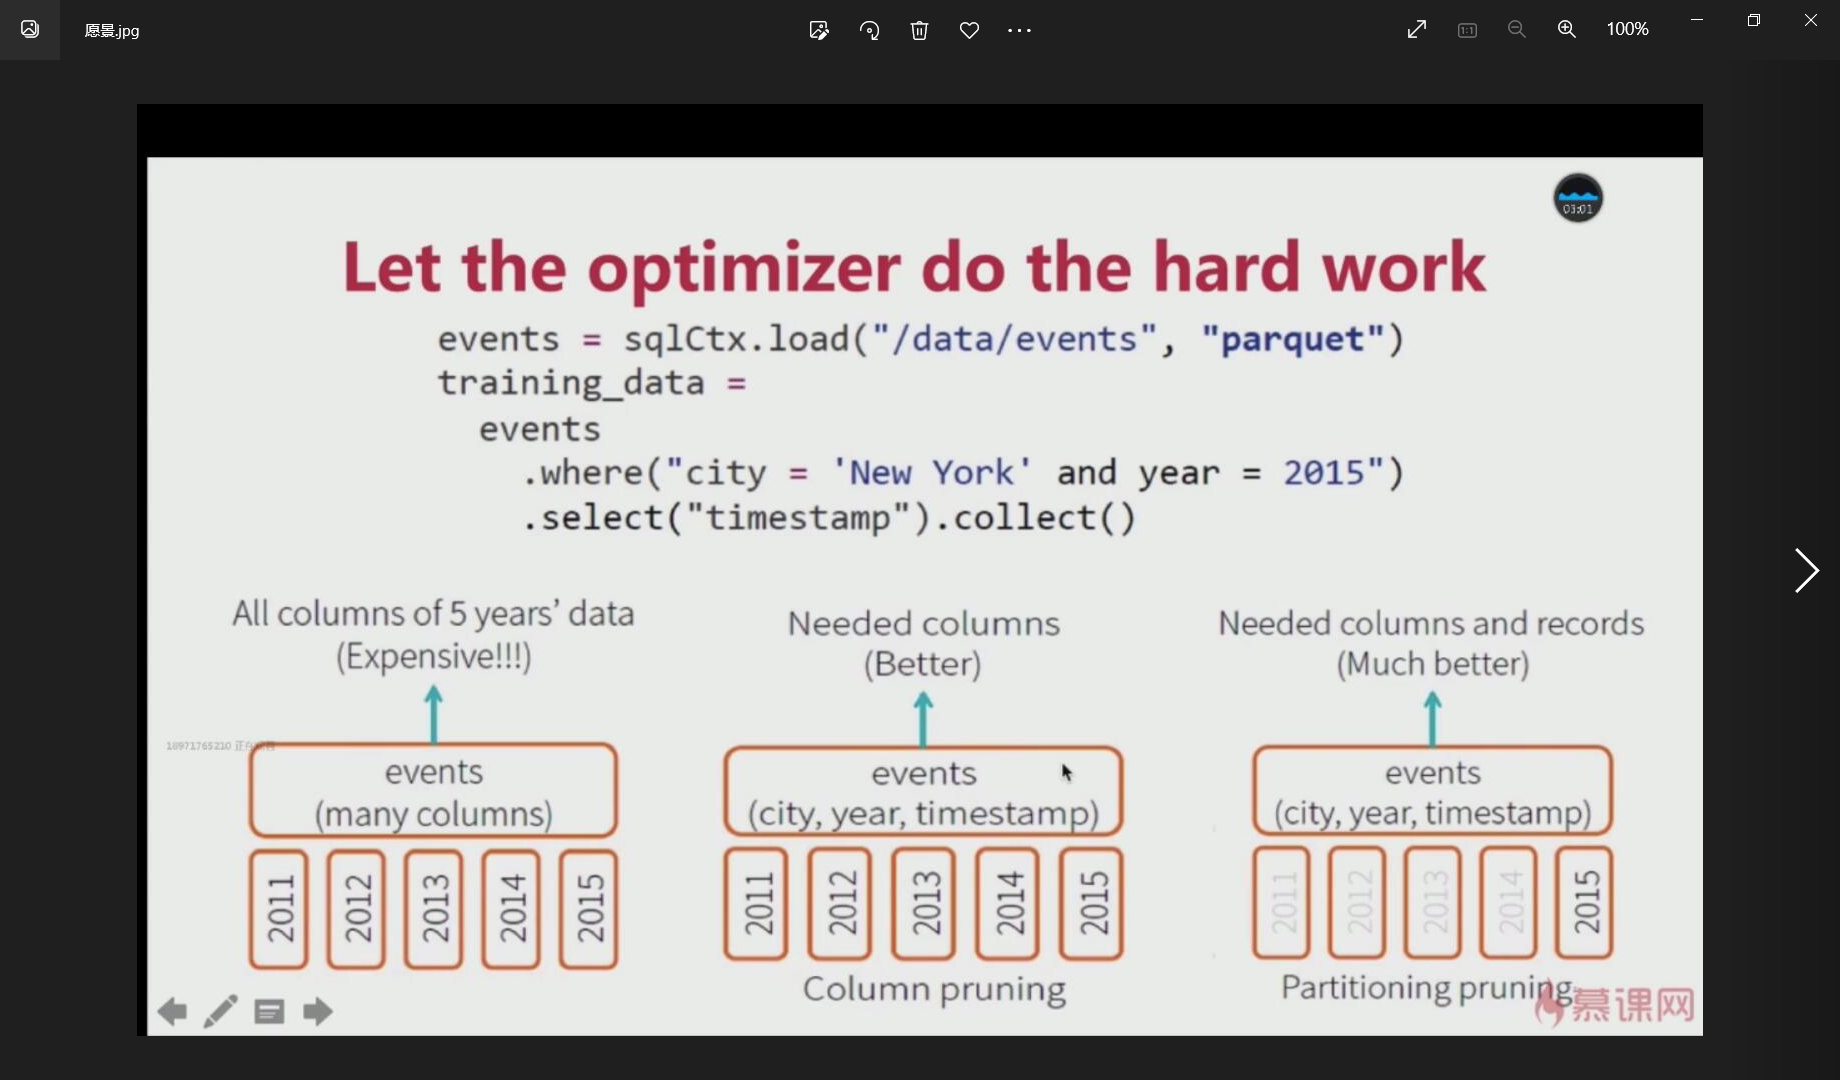 愿景.jpg
100%
03:01
Let the optimizer do the hard work
events = sqlCtx.load("/data/events", "parquet")
training_data =
events
.where("city = 'New York' and year = 2015")
.select("timestamp").collect()
All columns of 5 years' data
(Expensive!!!)
Needed columns
(Better)
Needed columns and records
(Much better)
18971765210 正在
events
(many columns)
events
(city, year, timestamp)
events
(city, year, timestamp)
2011 2012 2013 2014 2015
2011 2012 2013 2014 2015
2011 2012 2013 2014 2015
Column pruning
Partitioning pruning
慕课网